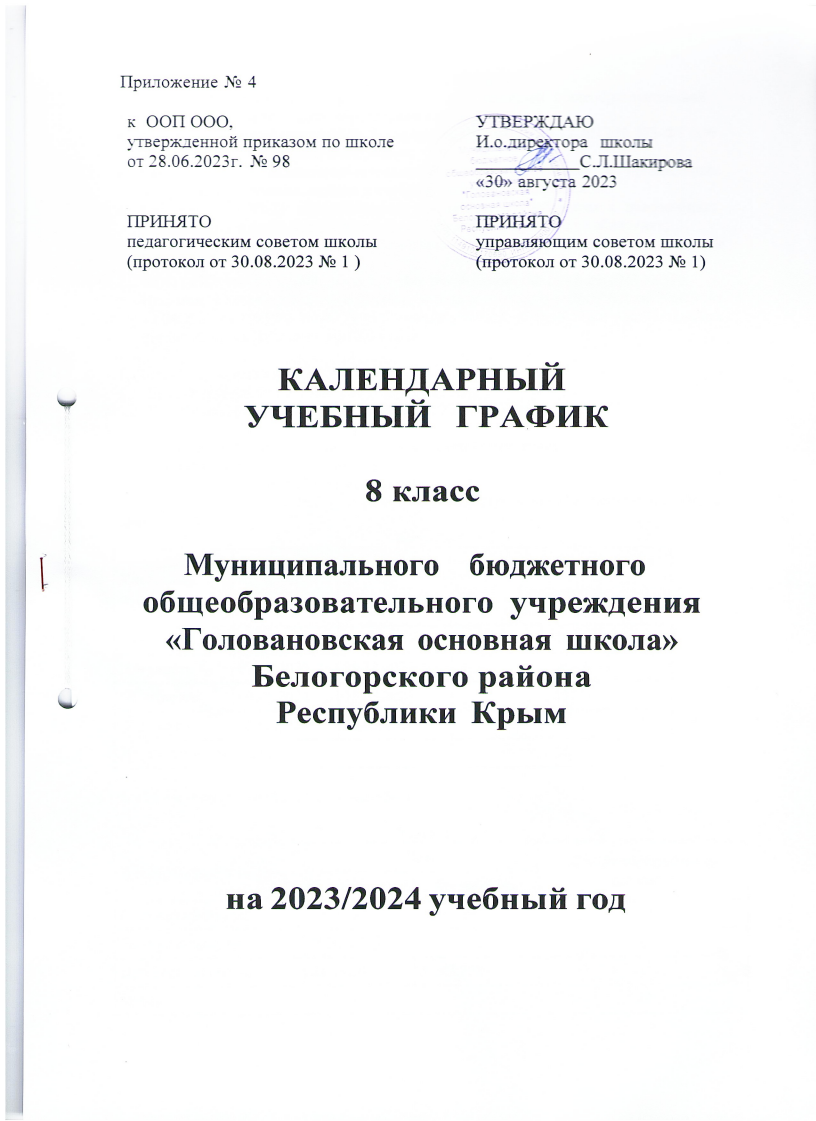 Приложение № 4
к ООП ООО,
утвержденной приказом по школе
от 28.06.2023г. № 98
УТВЕРЖДАЮ
И.о.директора школы
____________С.Л.Шакирова
«30» августа 2023
ПРИНЯТО
педагогическим советом школы
(протокол от 30.08.2023 № 1 )
ПРИНЯТО
управляющим советом школы
(протокол от 30.08.2023 № 1)
КАЛЕНДАРНЫЙ
УЧЕБНЫЙ ГРАФИК
8 класс
Муниципального бюджетного
общеобразовательного учреждения
«Головановская основная школа»
Белогорского района
Республики Крым
на 2023/2024 учебный год